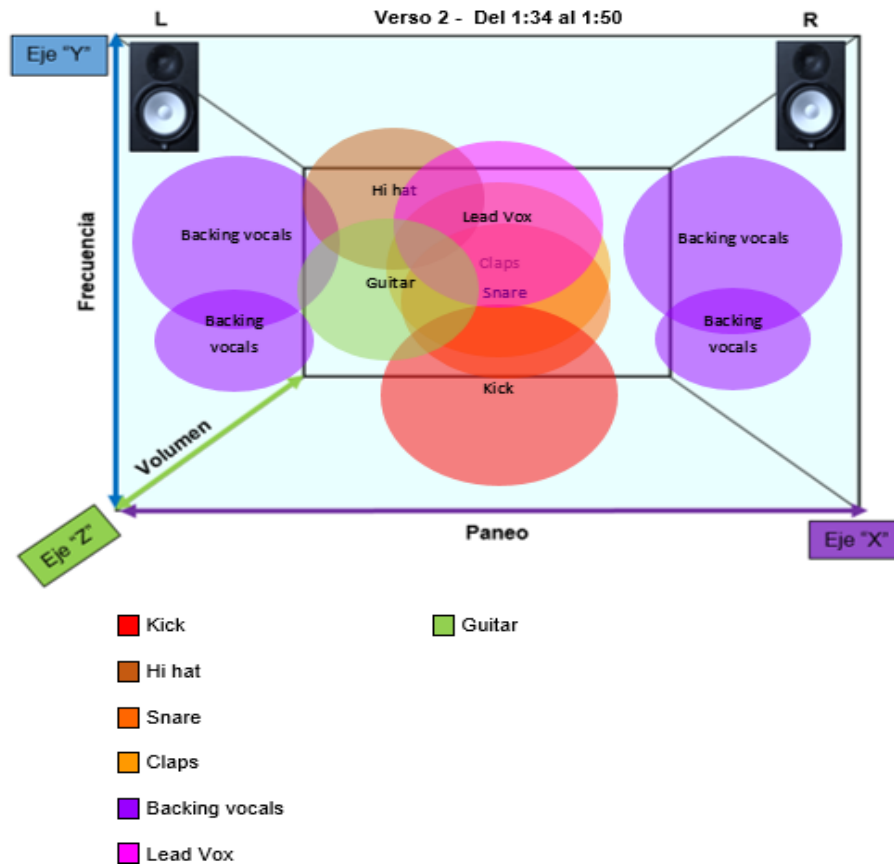 L
Verso 2 - Del 1:34 al 1:50
R
Eje "Y"
Frecuencia
Hi hat
Lead Vox
Backing vocals
Backing vocals
Claps
Guitar
Snare
Backing
vocals
Backing
vocals
Kick
Volumen
Eje "Z"
Paneo
Eje "X"
Kick
Guitar
Hi hat
Snare
Claps
Backing vocals
Lead Vox